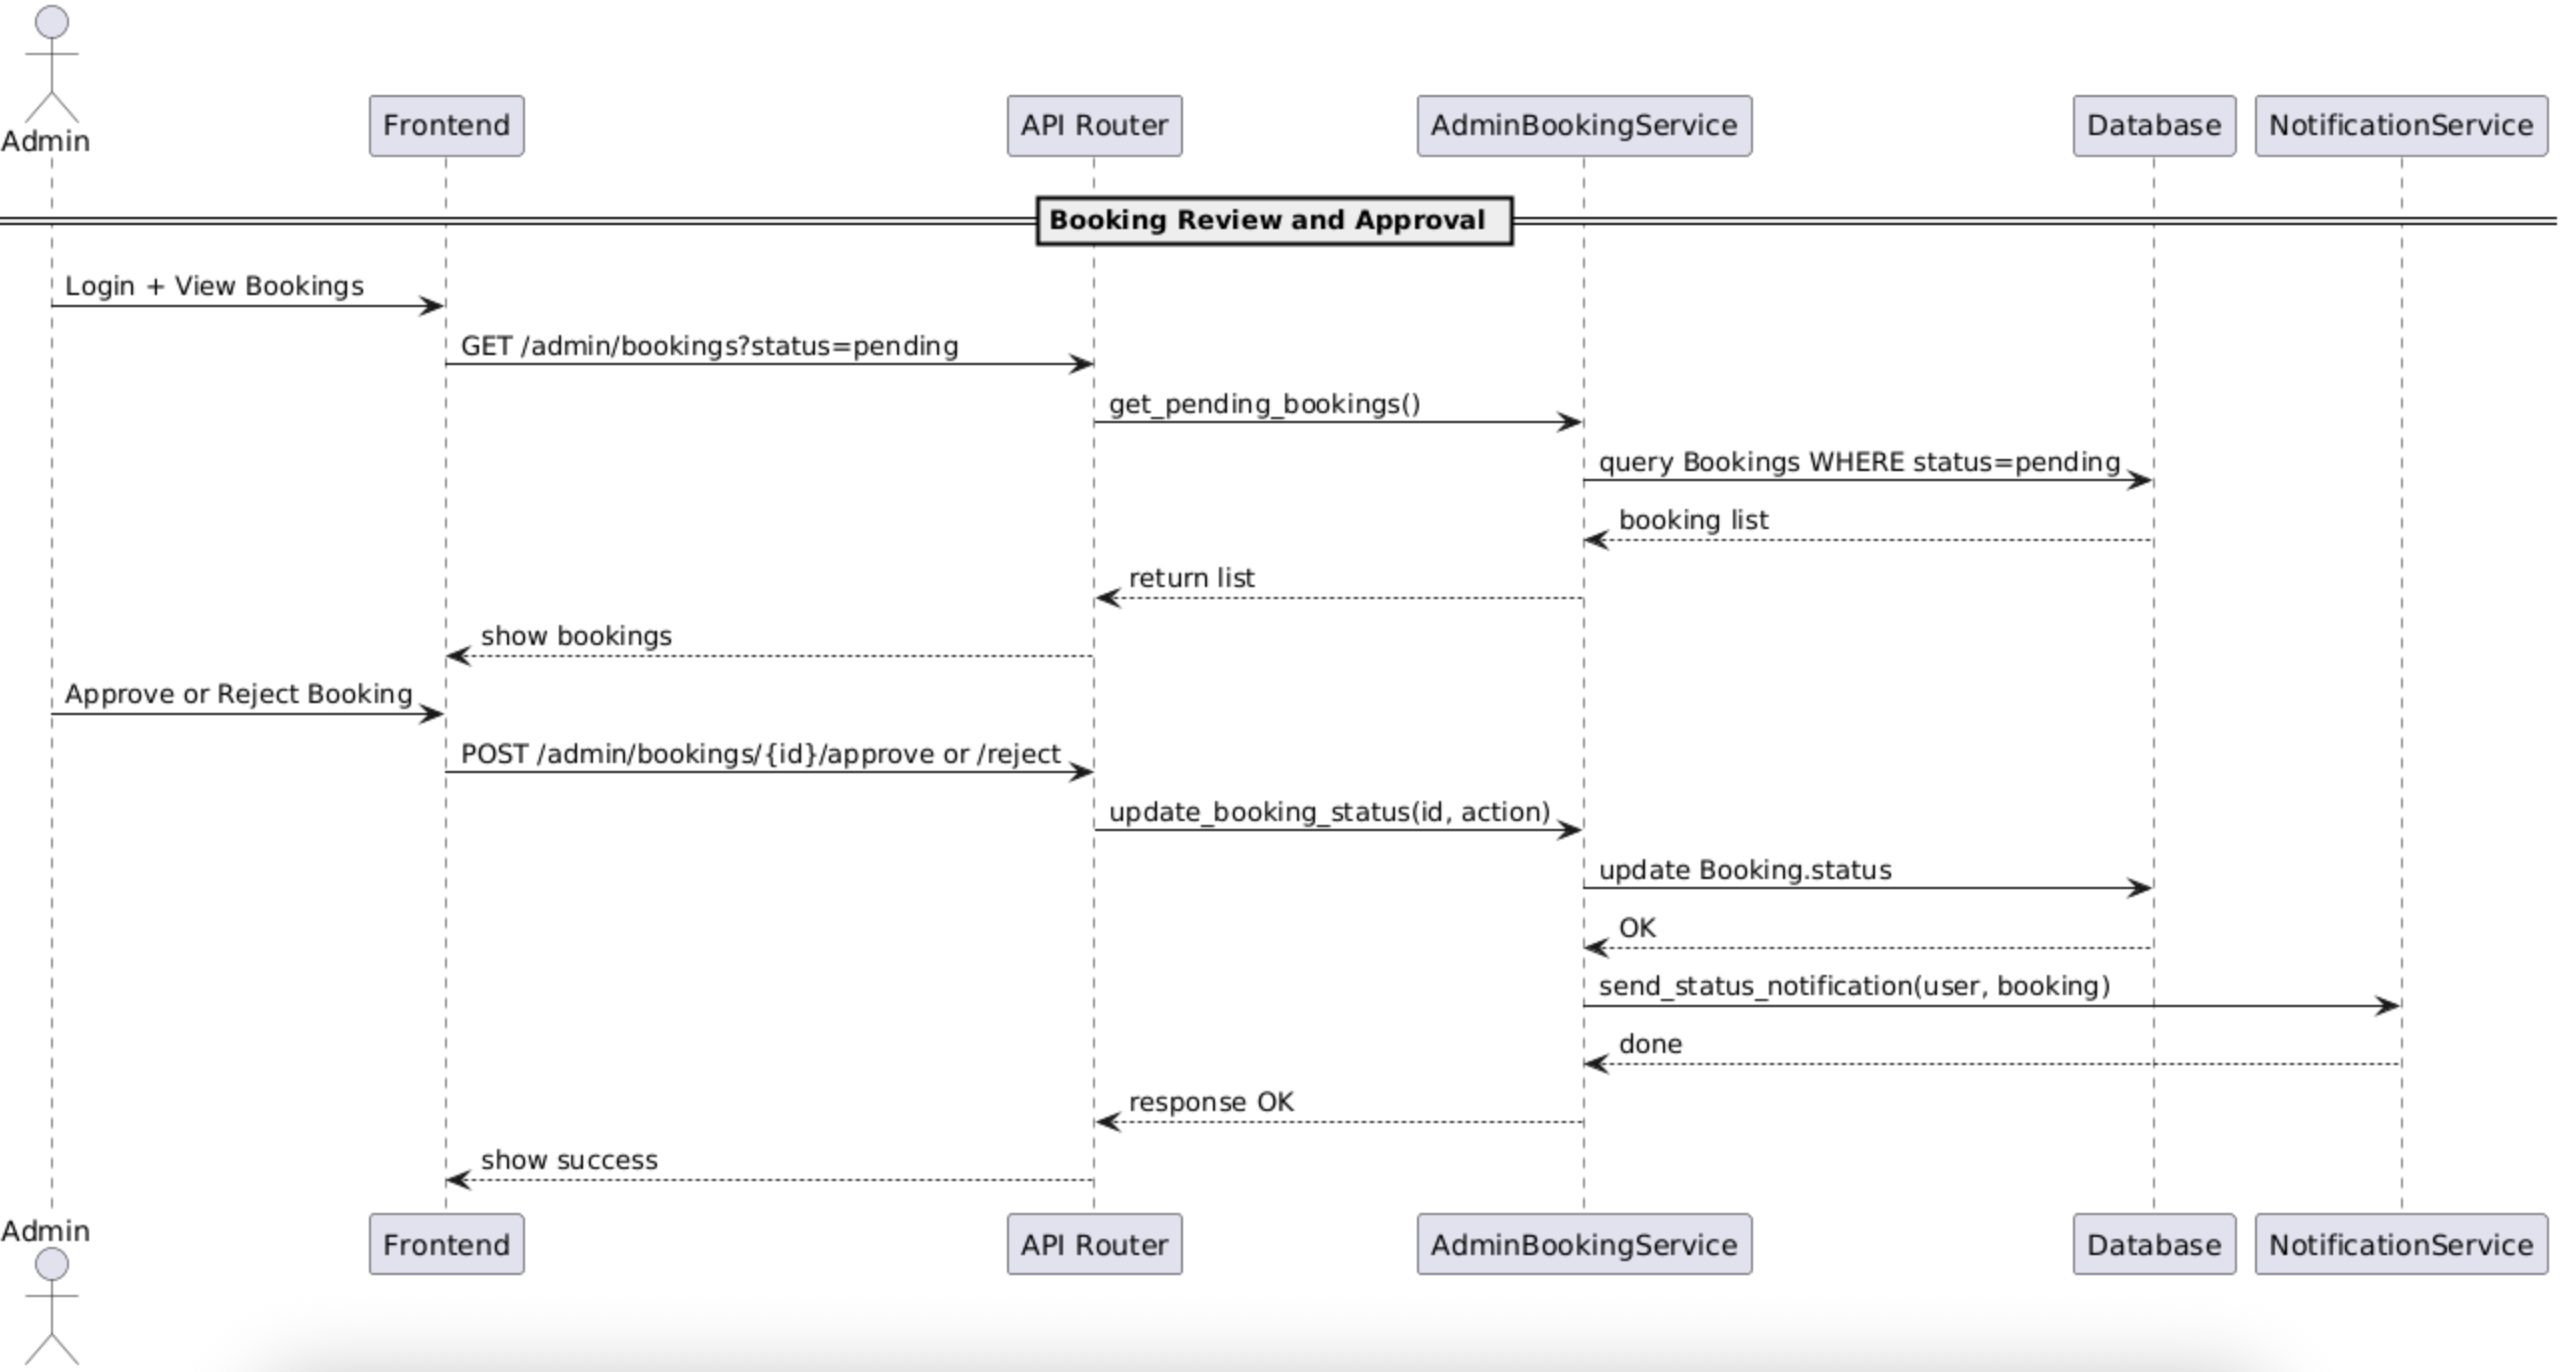 Admin
Frontend
API Router
AdminBookingService
Database
NotificationService
Booking Review and Approval
Login + View Bookings
GET /admin/bookings?status=pending
get_pending_bookings()
query Bookings WHERE status=pending
booking list
return list
show bookings
Approve or Reject Booking
POST /admin/bookings/{id}/approve or /reject
update_booking_status(id, action)
update Booking.status
OK
send_status_notification(user, booking)
done
response OK
show success
Admin
Frontend
API Router
AdminBookingService
Database
NotificationService